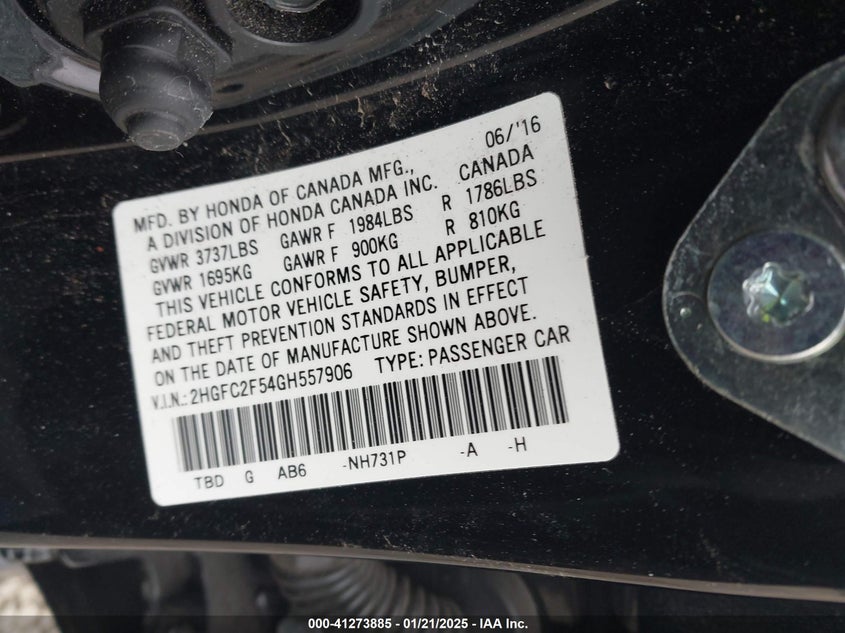 MFD. BY HONDA OF CANADA MFG., 06/'16
A DIVISION OF HONDA CANADA INC. CANADA
GVWR 3737LBS GAWR F 1984LBS R 1786LBS
GVWR 1695KG GAWR F 900KG R 810KG
THIS VEHICLE CONFORMS TO ALL APPLICABLE
FEDERAL MOTOR VEHICLE SAFETY, BUMPER,
AND THEFT PREVENTION STANDARDS IN EFFECT
ON THE DATE OF MANUFACTURE SHOWN ABOVE.
V.I.N.: 2HGFC2F54GH557906 TYPE: PASSENGER CAR
TBD G AB6 -NH731P -A -H
000-41273885 — 01/21/2025 — IAA Inc.